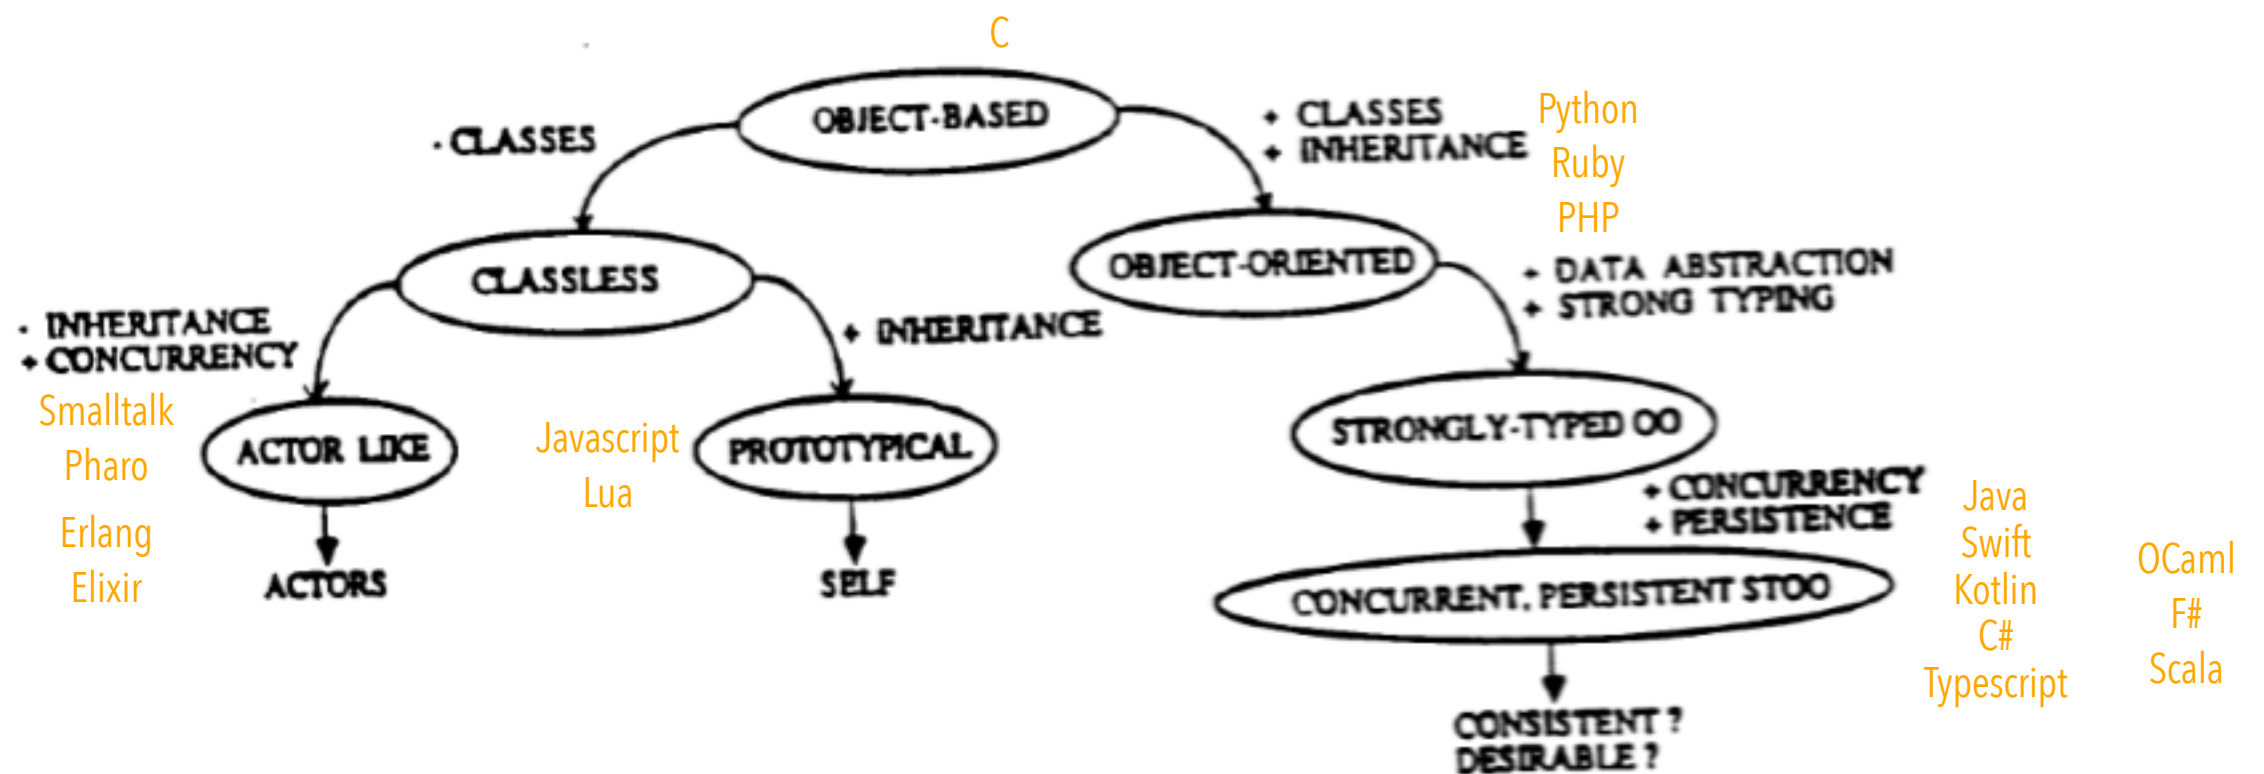 C
OBJECT-BASED
- CLASSES
+ CLASSES
+ INHERITANCE
Python
Ruby
PHP
CLASSLESS
OBJECT-ORIENTED
- INHERITANCE
+ CONCURRENCY
+ INHERITANCE
+ DATA ABSTRACTION
+ STRONG TYPING
Smalltalk
Pharo
Erlang
Elixir
ACTOR LIKE
Javascript
Lua
PROTOTYPICAL
STRONGLY-TYPED OO
ACTORS
SELF
+ CONCURRENCY
+ PERSISTENCE
CONCURRENT, PERSISTENT STOO
Java
Swift
Kotlin
C#
Typescript
OCaml
F#
Scala
CONSISTENT ?
DESIRABLE ?